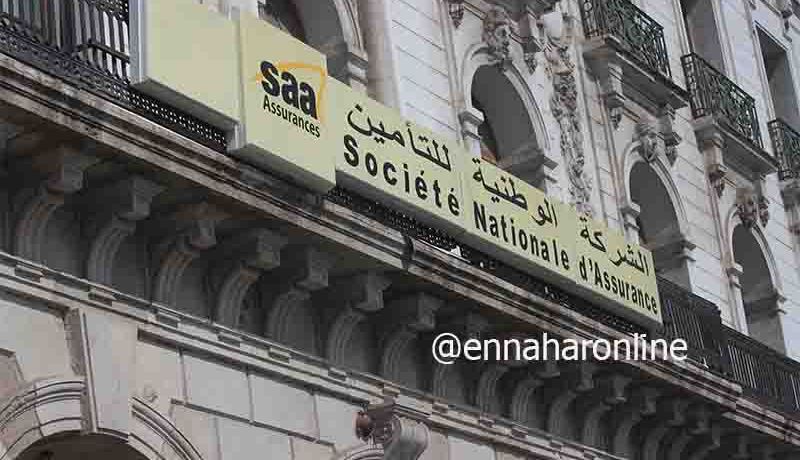 saa
Assurances
الشركة الوطنية للتأمين
Société Nationale d'Assurance
@ennaharonline